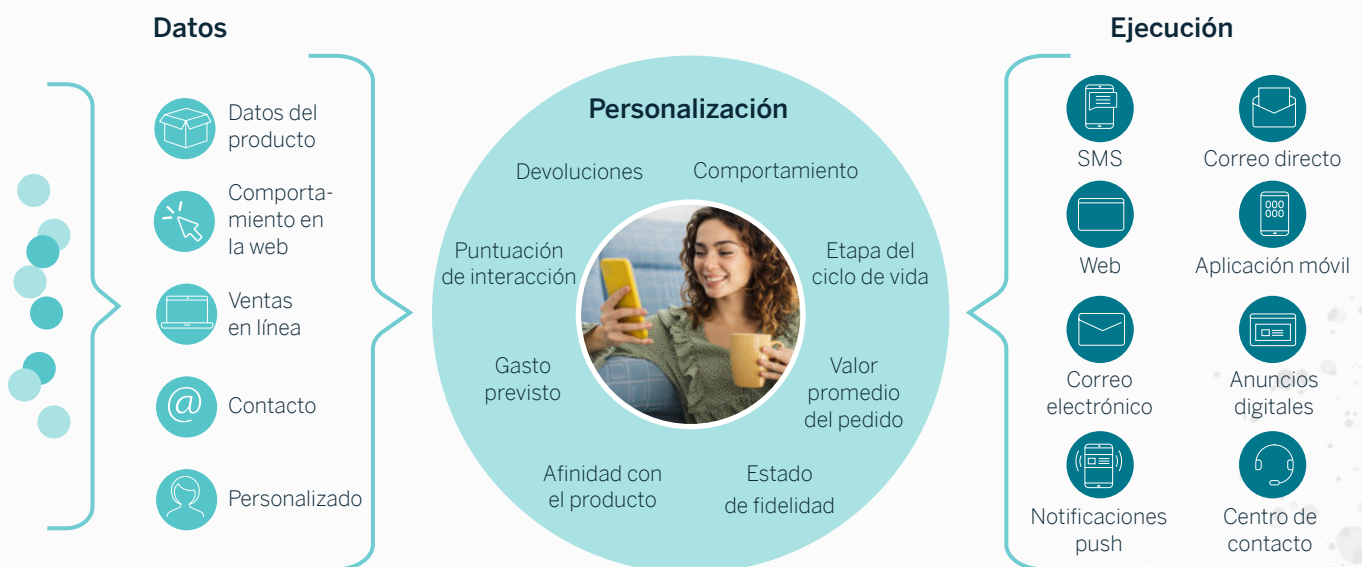 Datos
Datos del
producto
Comporta-
miento en
la web
Ventas
en línea
@
Contacto
Personalizado
Personalización
Devoluciones
Comportamiento
Puntuación
de interacción
Etapa del
ciclo de vida
Gasto
previsto
Valor
promedio
del pedido
Afinidad con
el producto
Estado
de fidelidad
Ejecución
SMS
Correo directo
Web
Aplicación móvil
Correo
electrónico
Anuncios
digitales
Notificaciones
push
Centro de
contacto